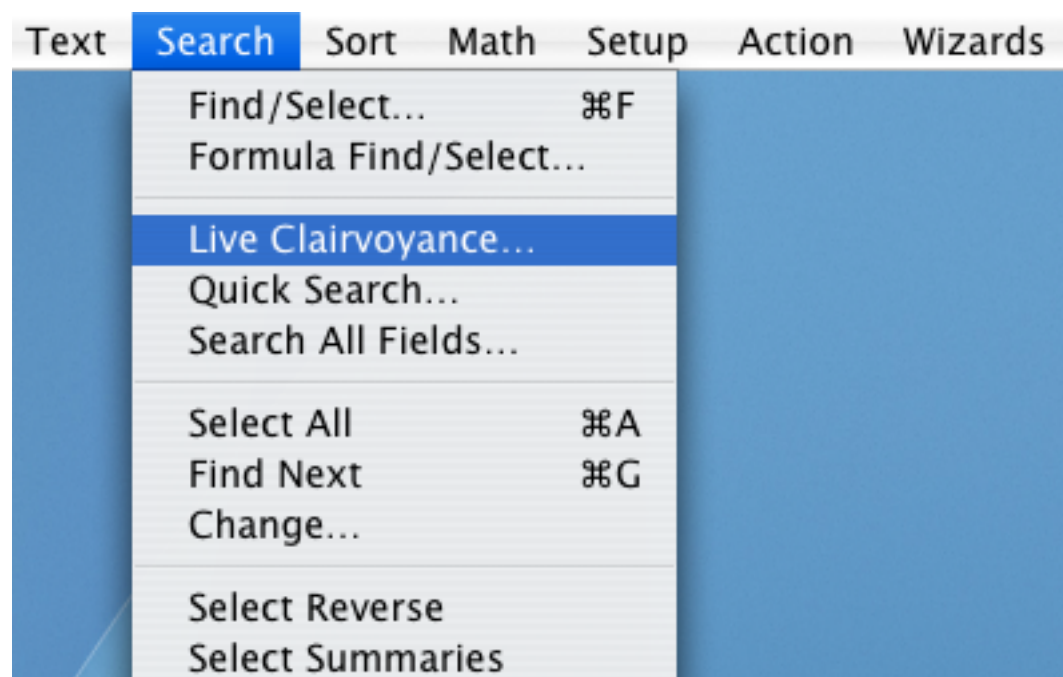 Text Search Sort Math Setup Action Wizards
Find/Select... ⌘F
Formula Find/Select...
Live Clairvoyance...
Quick Search...
Search All Fields...
Select All ⌘A
Find Next ⌘G
Change...
Select Reverse
Select Summaries